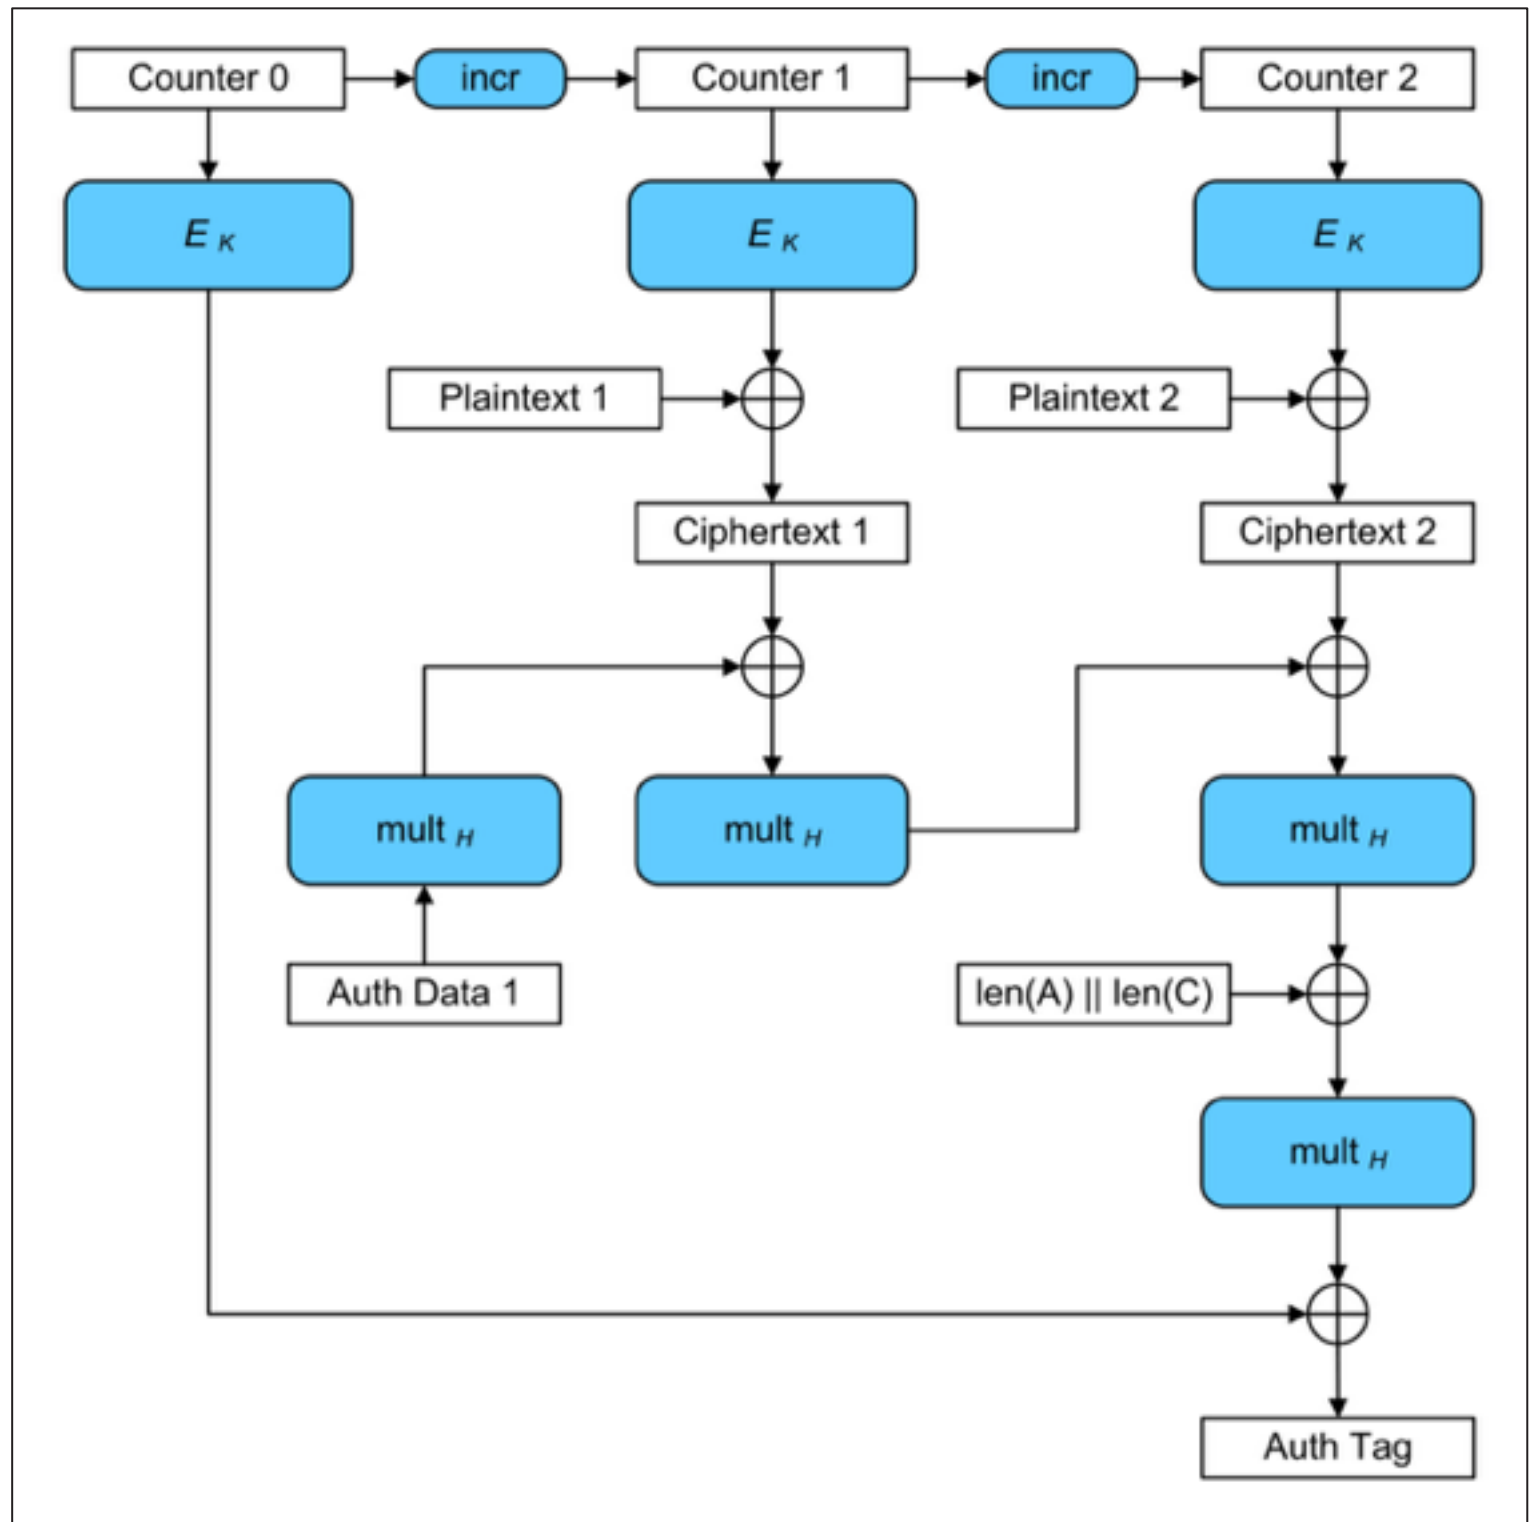 Counter 0
incr
Counter 1
incr
Counter 2
E K
E K
E K
Plaintext 1
Plaintext 2
Ciphertext 1
Ciphertext 2
mult H
mult H
mult H
Auth Data 1
len(A) || len(C)
mult H
Auth Tag